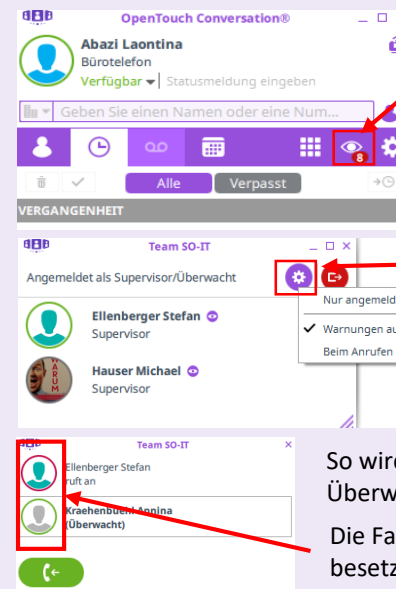 OpenTouch Conversation®
Abazi Laontina
Bürotelefon
Verfügbar Statusmeldung eingeben
Geben Sie einen Namen oder eine Num...
8
Alle Verpasst
VERGANGENHEIT
Team SO-IT
Angemeldet als Supervisor/Überwacht
Nur angemeld
Ellenberger Stefan
Warnungen au
Supervisor
Beim Anrufen
Hauser Michael
WARUM
Supervisor
Team SO-IT
Ellenberger Stefan
ruft an
Kraehenbuehl Annina
(Überwacht)
So wird
Überw
Die Fa
besetz